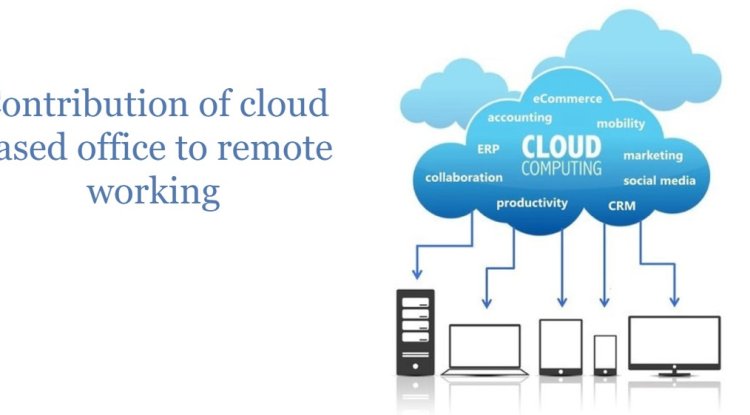 ontribution of cloud
ased office to remote
working
eCommerce
accounting
mobility
ERP
CLOUD
COMPUTING
marketing
collaboration
social media
productivity
CRM